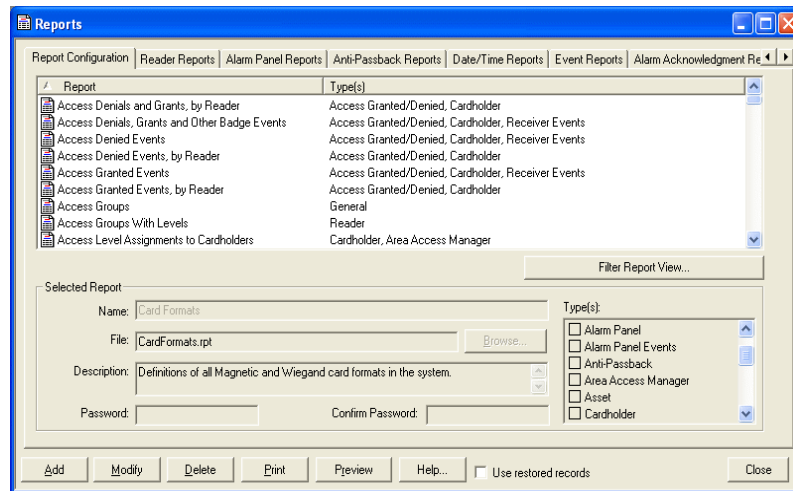 Reports
Report Configuration Reader Reports Alarm Panel Reports Anti-Passback Reports Date/Time Reports Event Reports Alarm Acknowledgment Re
Report Type(s)
Access Denials and Grants, by Reader Access Granted/Denied, Cardholder
Access Denials, Grants and Other Badge Events Access Granted/Denied, Cardholder, Receiver Events
Access Denied Events Access Granted/Denied, Cardholder, Receiver Events
Access Denied Events, by Reader Access Granted/Denied, Cardholder
Access Granted Events Access Granted/Denied, Cardholder, Receiver Events
Access Granted Events, by Reader Access Granted/Denied, Cardholder
Access Groups General
Access Groups With Levels Reader
Access Level Assignments to Cardholders Cardholder, Area Access Manager
Filter Report View...
Selected Report
Name: Card Formats
File: CardFormats.rpt Browse...
Description: Definitions of all Magnetic and Wiegand card formats in the system.
Password: Confirm Password:
Type(s):
Alarm Panel
Alarm Panel Events
Anti-Passback
Area Access Manager
Asset
Cardholder
Add Modify Delete Print Preview Help... Use restored records Close